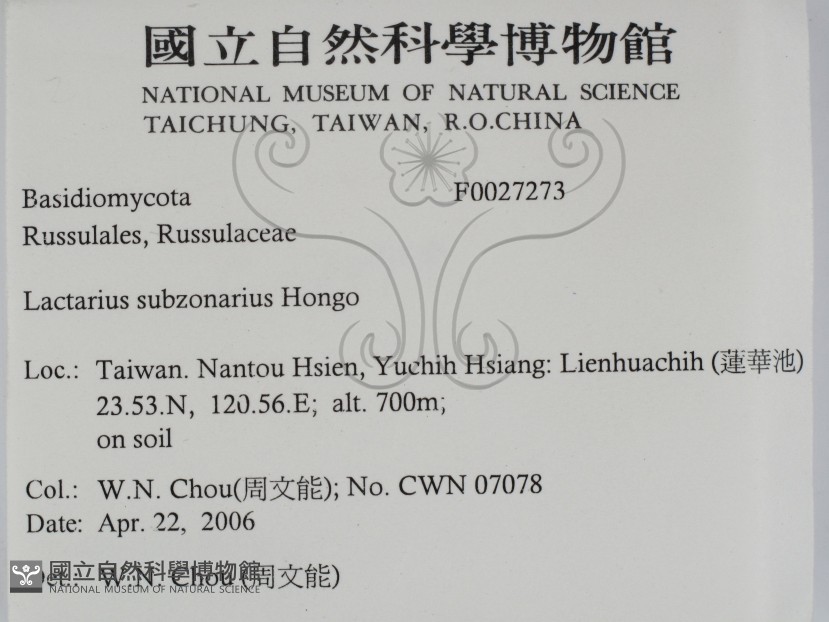 國立自然科學博物館
NATIONAL MUSEUM OF NATURAL SCIENCE
TAICHUNG, TAIWAN, R.O.CHINA
Basidiomycota F0027273
Russulales, Russulaceae
Lactarius subzonarius Hongo
Loc.: Taiwan. Nantou Hsien, Yuchih Hsiang: Lienhuachih (蓮華池)
23.53.N, 120.56.E; alt. 700m;
on soil
Col.: W.N. Chou(周文能); No. CWN 07078
Date: Apr. 22, 2006
Det.: W.N. Chou (周文能)
國立自然科學博物館
NATIONAL MUSEUM OF NATURAL SCIENCE